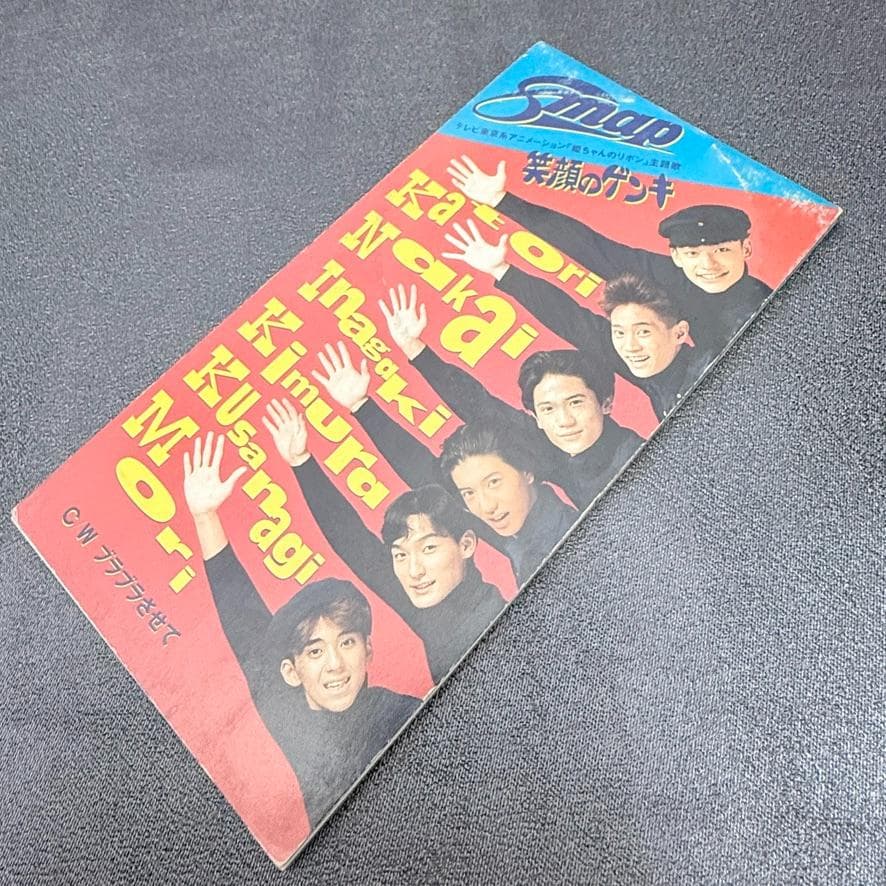 Smap
テレビ東京系アニメーション「姫ちゃんのリボン」主題歌
笑顔のゲンキ
Katori
Nakai
Inagaki
Kimura
Kusanagi
Mori
C/W ブラブラさせて